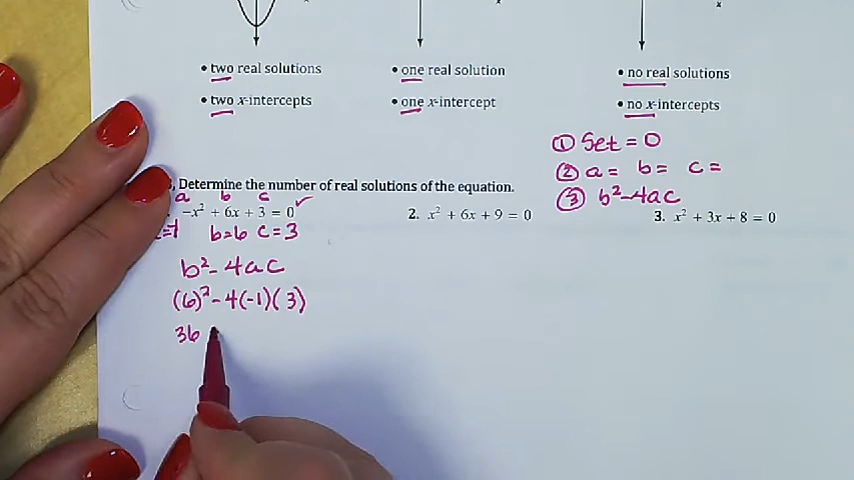 x
x
• two real solutions
• one real solution
• no real solutions
• two x-intercepts
• one x-intercept
• no x-intercepts
① Set = 0
② a = b = c =
③ b²-4ac
Determine the number of real solutions of the equation.
a b c
-x² + 6x + 3 = 0 ✓
b=6 c=3
2. x² + 6x + 9 = 0
3. x² + 3x + 8 = 0
b² - 4ac
(6)² - 4(-1)(3)
36